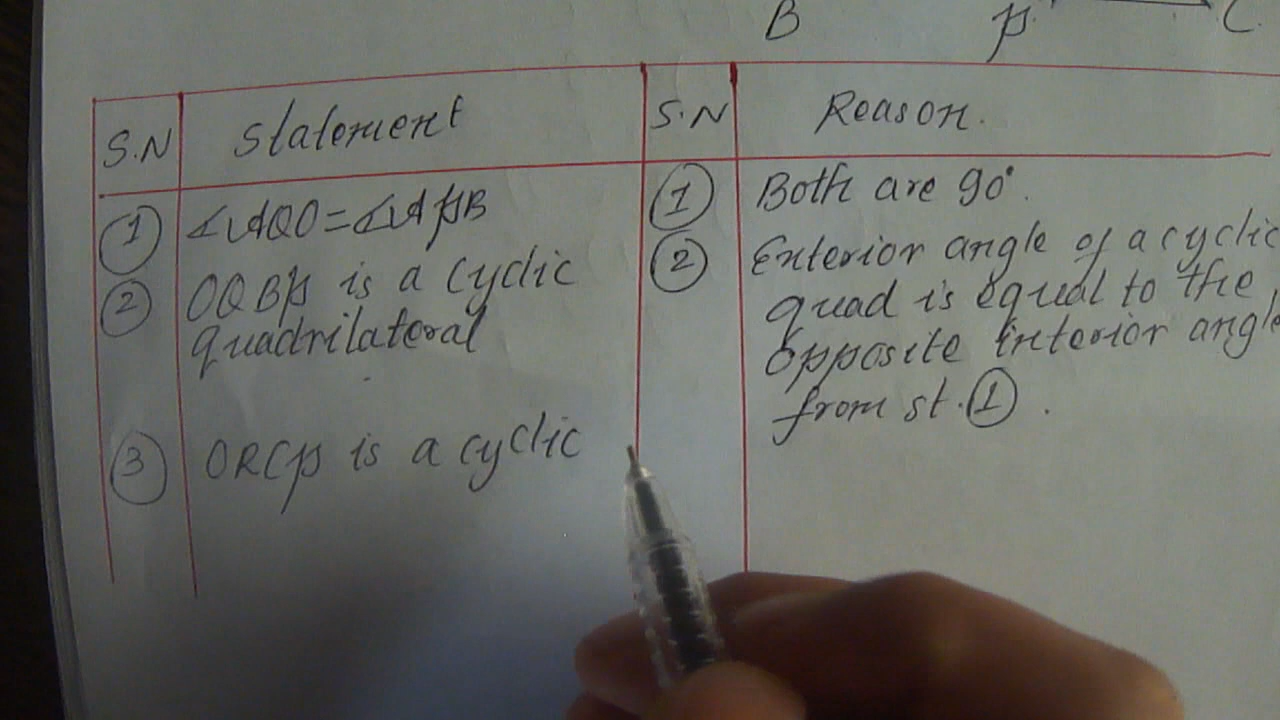 B P C
S.N Statement S.N Reason.
① ∠AQO = ∠APB ① Both are 90°.
② OQBP is a cyclic ② Exterior angle of a cyclic
quadrilateral quad is equal to the
opposite interior angle
from st. ① .
③ ORCP is a cyclic